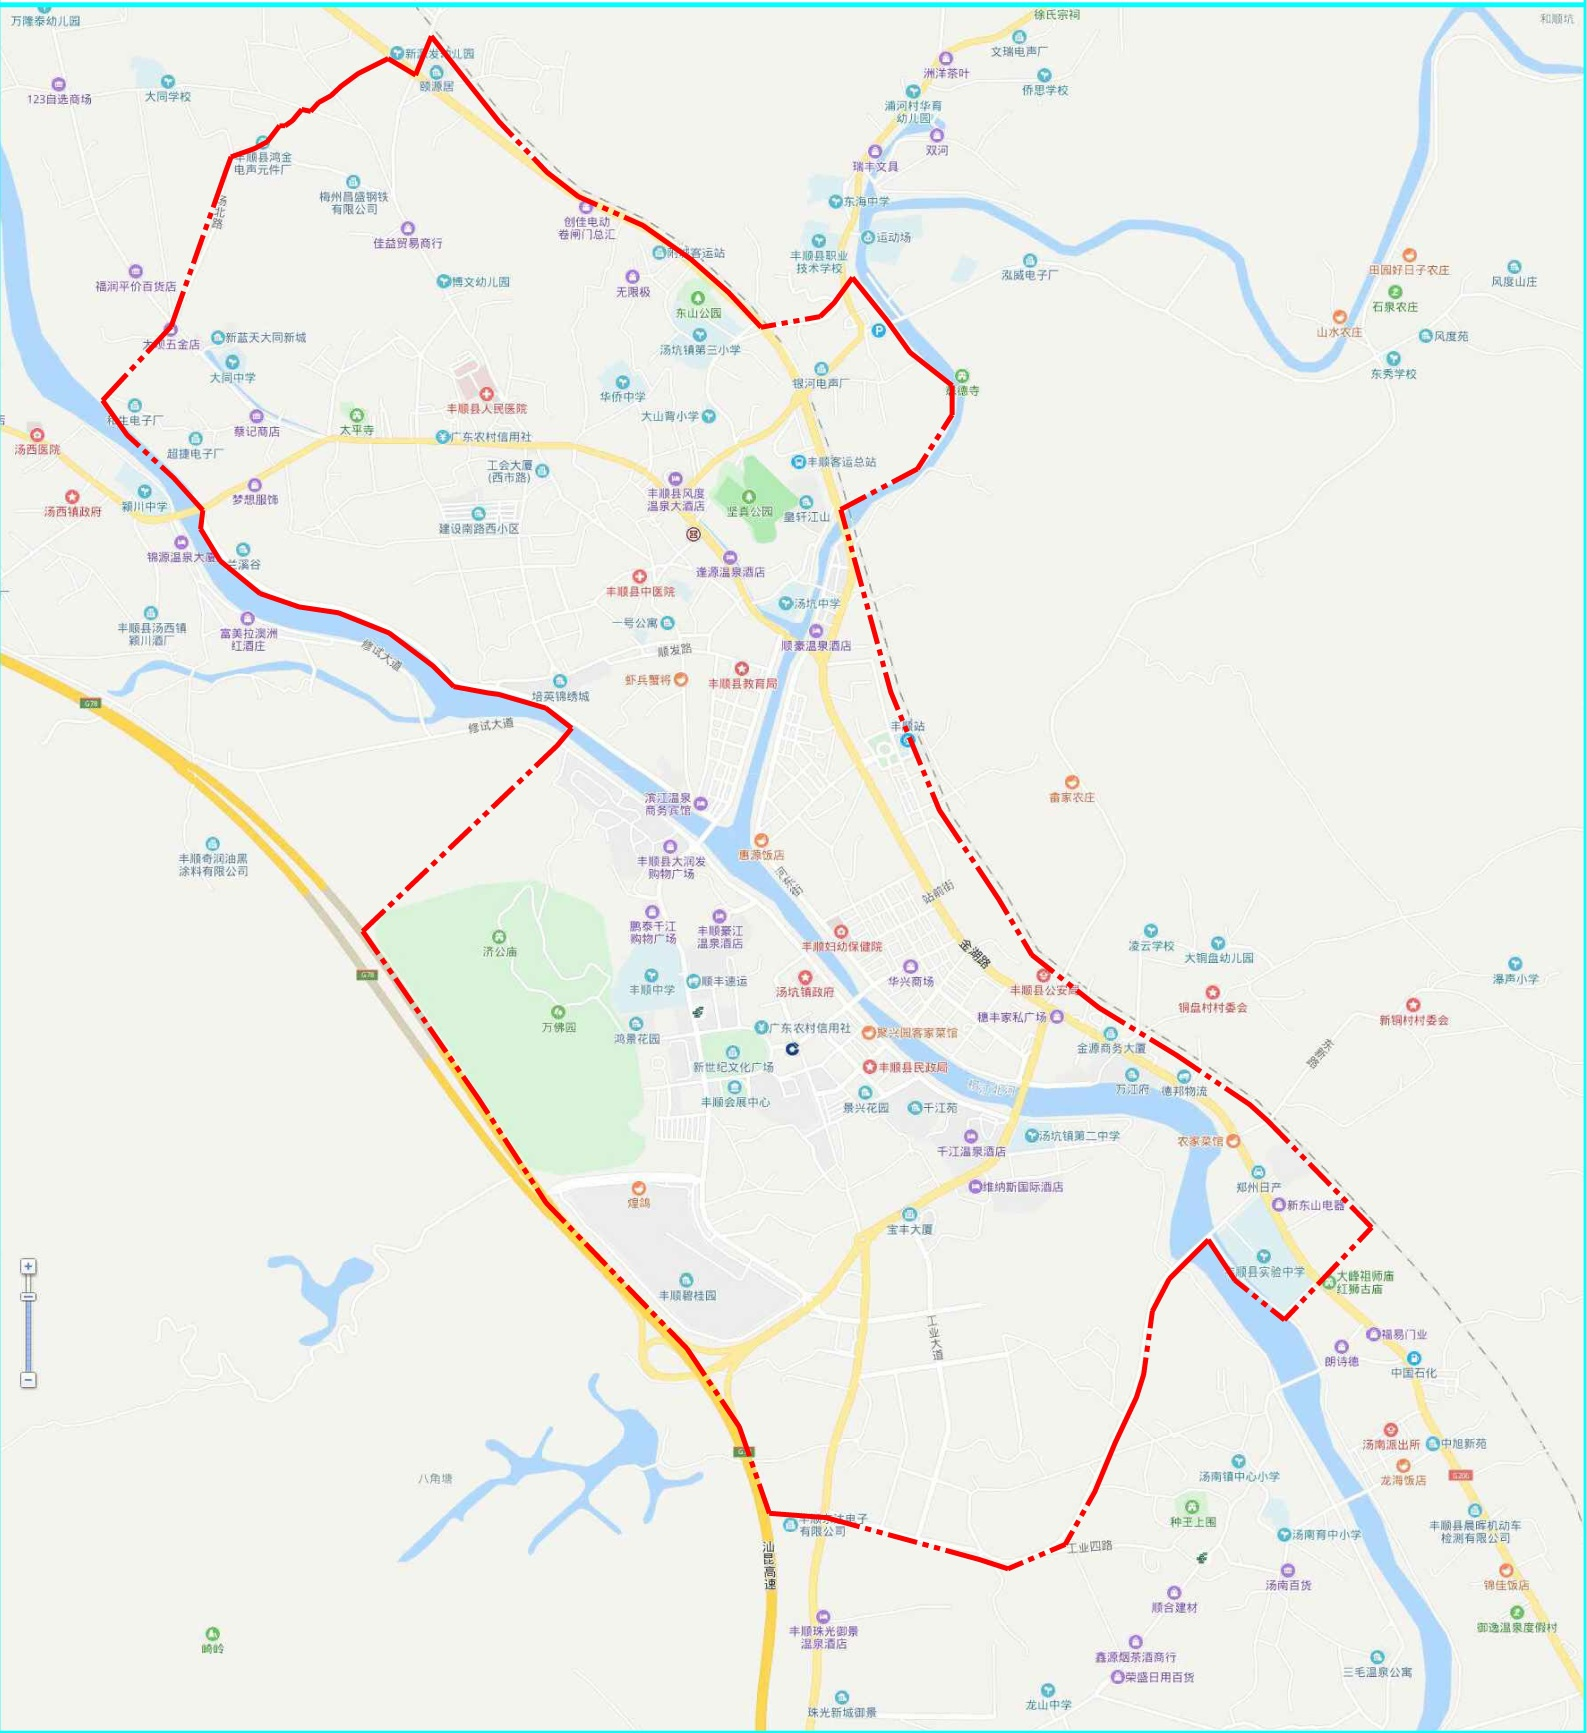 万隆泰幼儿园
123自选商场
大同学校
颐源居
徐氏宗祠
文瑞电声厂
洲洋茶叶
侨思学校
浦河村华育
幼儿园
双河
瑞丰文具
和顺坑
丰顺县鸿金
电声元件厂
梅州昌盛钢铁
有限公司
佳益贸易商行
创佳电动
卷闸门总汇
东海中学
运动场
丰顺县职业
技术学校
泓威电子厂
田园好日子农庄
石泉农庄
风度山庄
山水农庄
风度苑
东秀学校
福润平价百货店
博文幼儿园
无限极
东山公园
汤坑镇第三小学
新蓝天大同新城
大同中学
丰顺县人民医院
华侨中学
大山背小学
银河电声厂
P
汤西医院
蔡记商店
太平寺
广东农村信用社
超捷电子厂
工会大厦
(西市路)
丰顺客运总站
丰顺县风度
温泉大酒店
坚真公园
皇轩江山
汤西镇政府
颖川中学
梦想服饰
建设南路西小区
锦源温泉大厦
兰溪谷
逢源温泉酒店
丰顺县中医院
汤坑中学
丰顺县汤西镇
颖川酒厂
富美拉澳洲
红酒庄
修试大道
一号公寓
顺发路
顺豪温泉酒店
虾兵蟹将
丰顺县教育局
培英锦绣城
修试大道
G78
丰顺站
畲家农庄
滨江温泉
商务宾馆
惠源饭店
丰顺县大润发
购物广场
丰顺奇润油黑
涂料有限公司
河东街
站前街
金湖路
济公庙
鹏泰千江
购物广场
丰顺豪江
温泉酒店
丰顺妇幼保健院
华兴商场
凌云学校
大铜盘幼儿园
瀑声小学
G78
丰顺中学
顺丰速运
汤坑镇政府
丰顺县公安局
铜盘村村委会
新铜村村委会
万佛园
鸿景花园
广东农村信用社
聚兴园客家菜馆
穗丰家私广场
金源商务大厦
东新路
新世纪文化广场
丰顺县民政局
丰顺会展中心
景兴花园
千江苑
万江府
德邦物流
千江温泉酒店
汤坑镇第二中学
农家菜馆
维纳斯国际酒店
郑州日产
新东山电器
煌鸽
宝丰大厦
丰顺县实验中学
大峰祖师庙
红狮古庙
丰顺碧桂园
工业大道
福易门业
朗诗德
中国石化
汤南派出所
中旭新苑
龙海饭店
G206
八角塘
汤南镇中心小学
种玊上围
有限公司
工业四路
汤南育中小学
丰顺县晨晖机动车
检测有限公司
汕昆高速
汤南百货
锦佳饭店
顺合建材
御逸温泉度假村
崎岭
丰顺珠光御景
温泉酒店
鑫源烟茶酒商行
荣盛日用百货
三毛温泉公寓
龙山中学
珠光新城御景